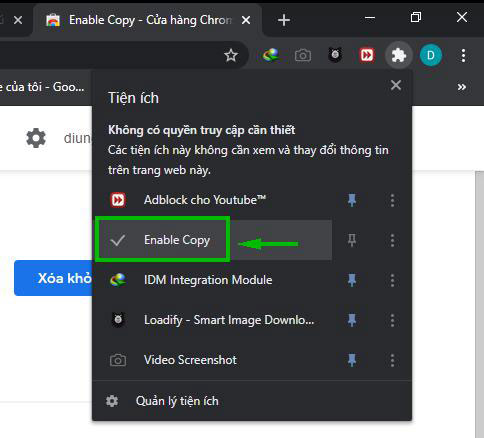 Enable Copy - Cửa hàng Chrom
D
e của tôi - Goo...
»
Tiện ích
diung
Không có quyền truy cập cần thiết
Các tiện ích này không cần xem và thay đổi thông tin
trên trang web này.
Adblock cho Youtube™
Enable Copy
Xóa khỏ
IDM Integration Module
Loadify - Smart Image Downlo...
Video Screenshot
Quản lý tiện ích